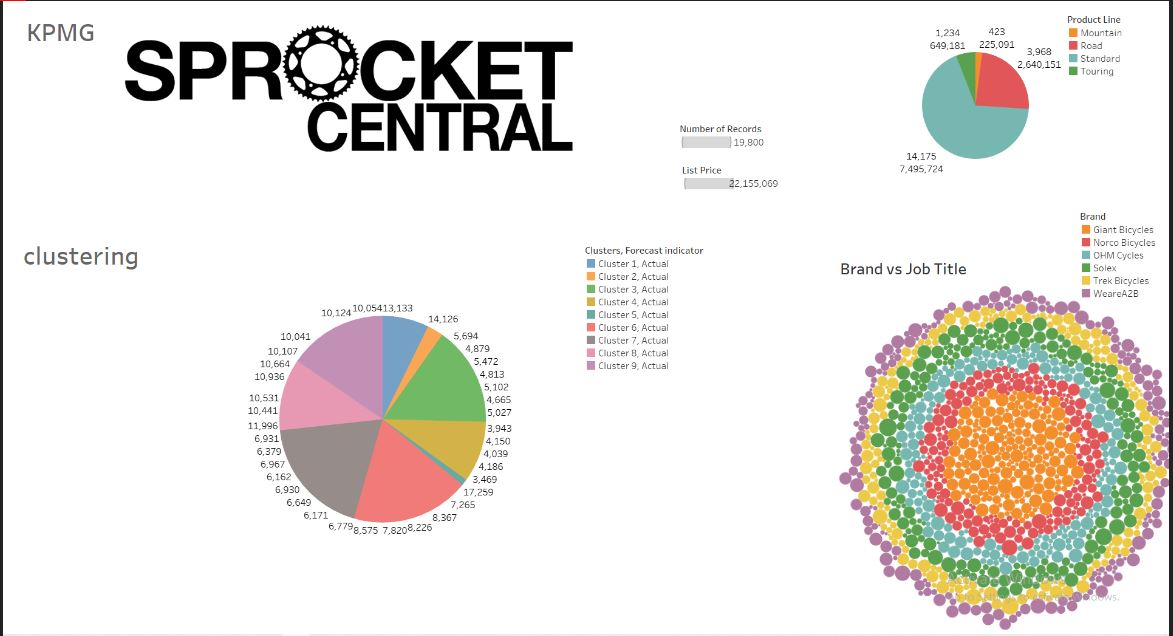 KPMG
SPROCKET
CENTRAL
Number of Records
19,800
List Price
22,155,069
1,234
649,181
423
225,091
3,968
2,640,151
14,175
7,495,724
Product Line
Mountain
Road
Standard
Touring
clustering
10,124
10,054
13,133
14,126
5,694
4,879
5,472
4,813
5,102
4,665
5,027
3,943
4,150
4,039
4,186
3,469
17,259
7,265
8,367
8,226
7,820
8,575
6,779
6,171
6,649
6,930
6,162
6,967
6,379
6,931
11,996
10,441
10,531
10,936
10,664
10,107
10,041
Clusters, Forecast indicator
Cluster 1, Actual
Cluster 2, Actual
Cluster 3, Actual
Cluster 4, Actual
Cluster 5, Actual
Cluster 6, Actual
Cluster 7, Actual
Cluster 8, Actual
Cluster 9, Actual
Brand vs Job Title
Brand
Giant Bicycles
Norco Bicycles
OHM Cycles
Solex
Trek Bicycles
WeareA2B